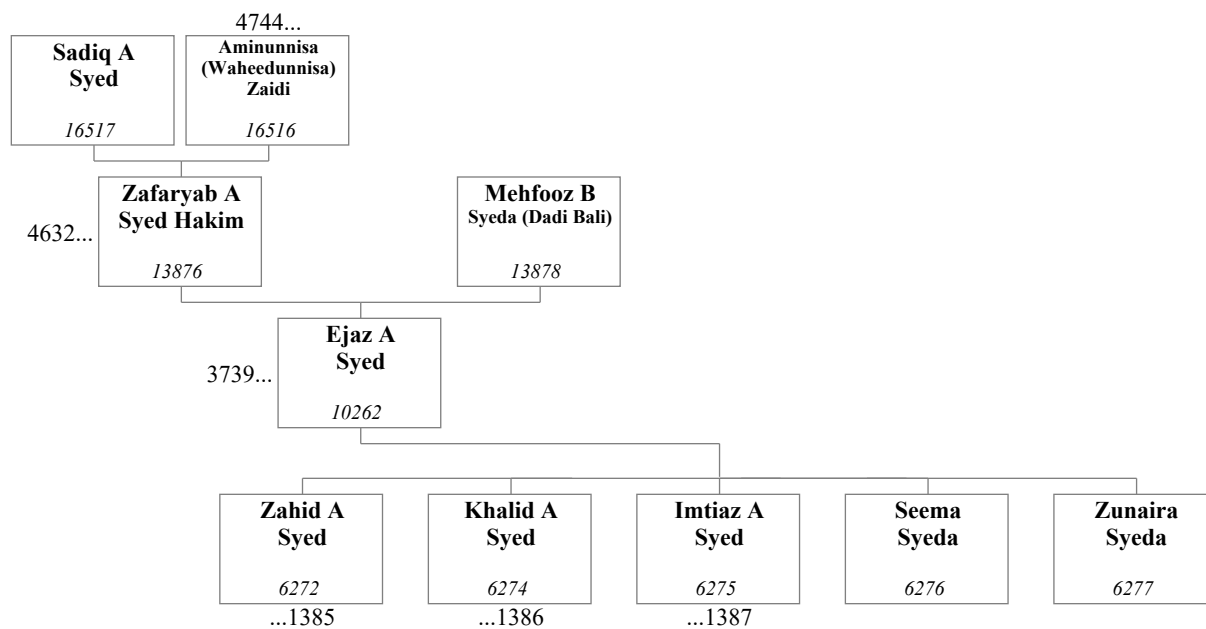 4744...
Sadiq A
Syed
16517
Aminunnisa
(Waheedunnisa)
Zaidi
16516
4632...
Zafaryab A
Syed Hakim
13876
Mehfooz B
Syeda (Dadi Bali)
13878
3739...
Ejaz A
Syed
10262
Zahid A
Syed
6272
...1385
Khalid A
Syed
6274
...1386
Imtiaz A
Syed
6275
...1387
Seema
Syeda
6276
Zunaira
Syeda
6277